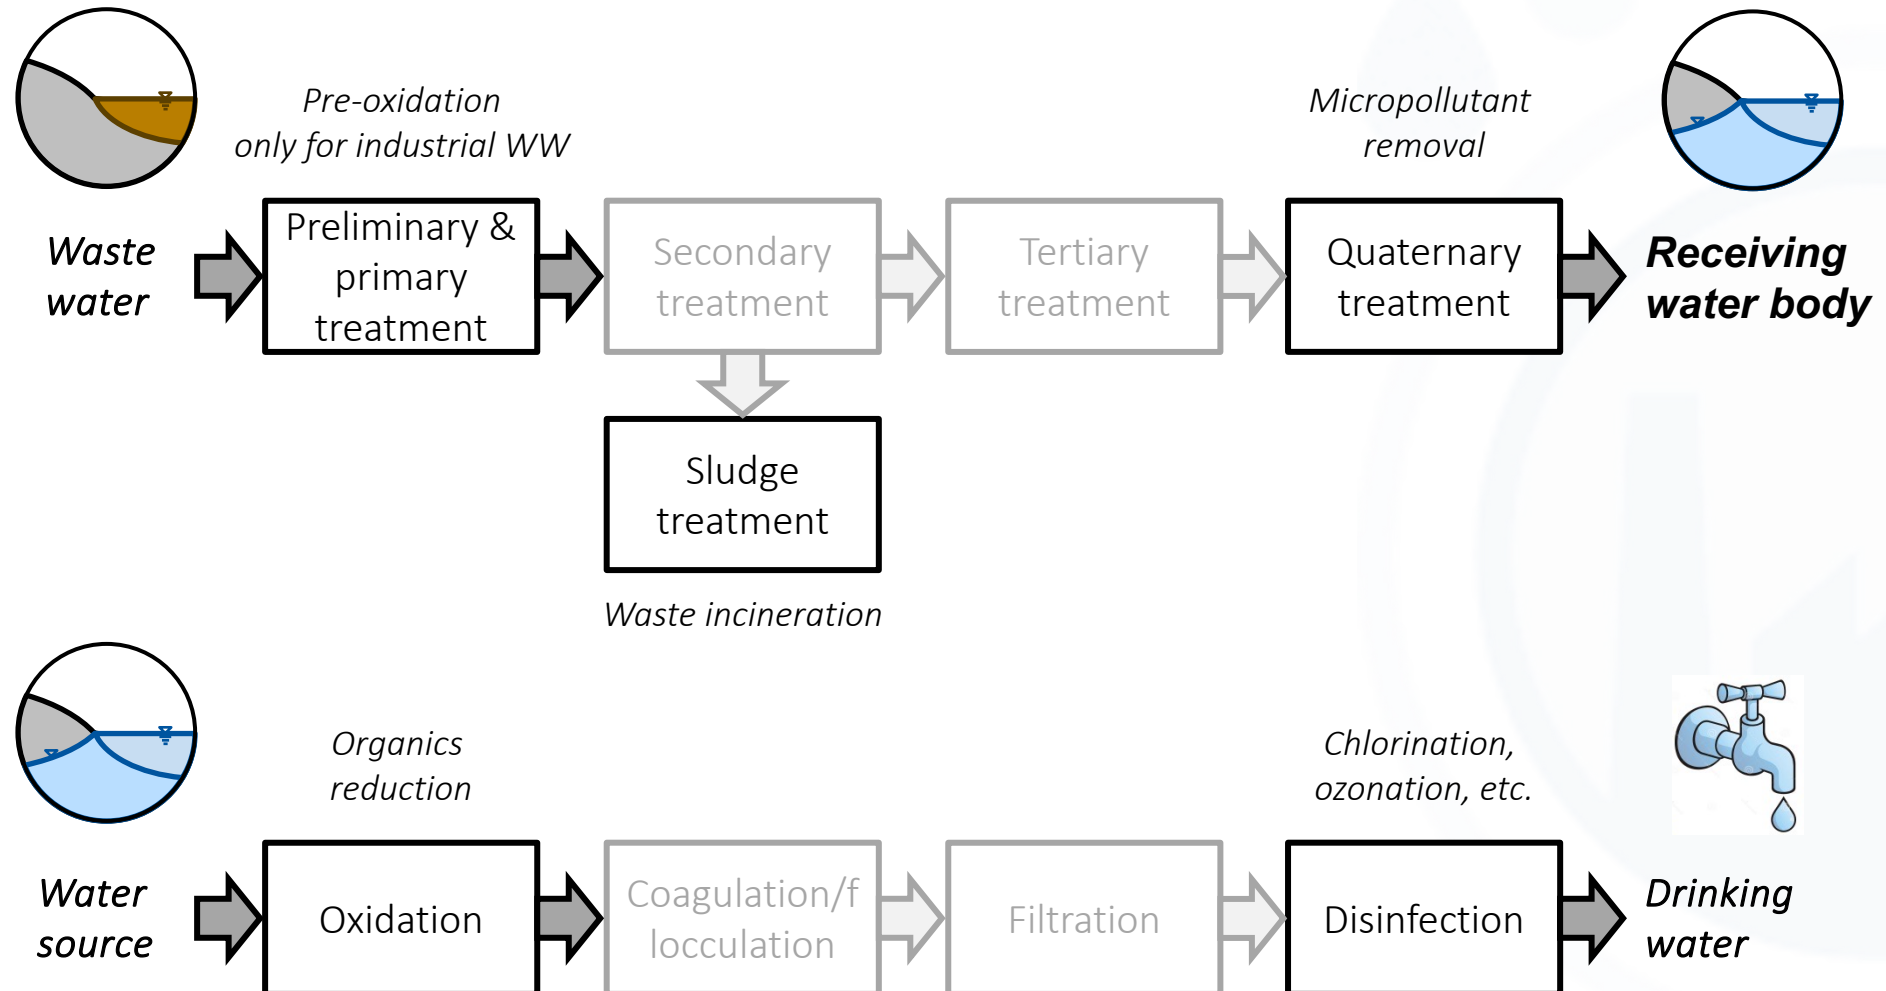 Pre-oxidation
only for industrial WW
Micropollutant
removal
Waste
water
Preliminary &
primary
treatment
Secondary
treatment
Tertiary
treatment
Quaternary
treatment
Receiving
water body
Sludge
treatment
Waste incineration
Organics
reduction
Chlorination,
ozonation, etc.
Water
source
Oxidation
Coagulation/f
locculation
Filtration
Disinfection
Drinking
water